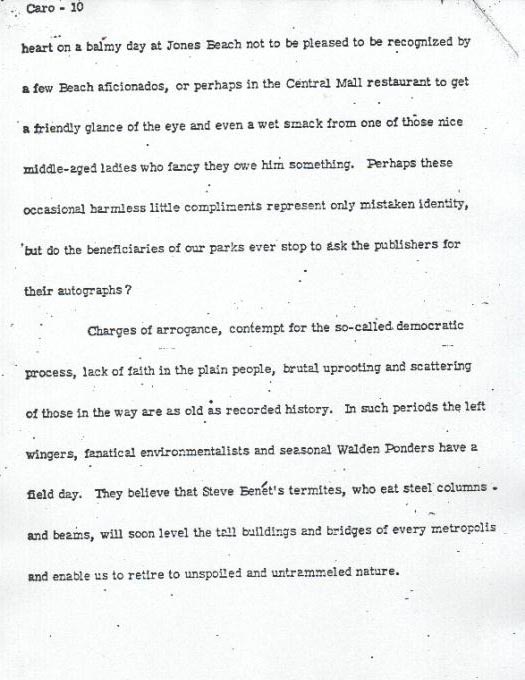 Caro - 10
heart on a balmy day at Jones Beach not to be pleased to be recognized by
a few Beach aficionados, or perhaps in the Central Mall restaurant to get
a friendly glance of the eye and even a wet smack from one of those nice
middle-aged ladies who fancy they owe him something. Perhaps these
occasional harmless little compliments represent only mistaken identity,
but do the beneficiaries of our parks ever stop to ask the publishers for
their autographs?
Charges of arrogance, contempt for the so-called democratic
process, lack of faith in the plain people, brutal uprooting and scattering
of those in the way are as old as recorded history. In such periods the left
wingers, fanatical environmentalists and seasonal Walden Ponders have a
field day. They believe that Steve Benét's termites, who eat steel columns
and beams, will soon level the tall buildings and bridges of every metropolis
and enable us to retire to unspoiled and untrammeled nature.